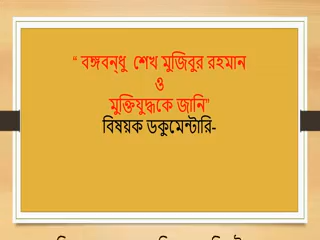 “ বঙ্গবন্ধু শেখ মুজিবুর রহমান
ও
মুক্তিযুদ্ধকে জানি”
বিষয়ক ডকুমেন্টারি-